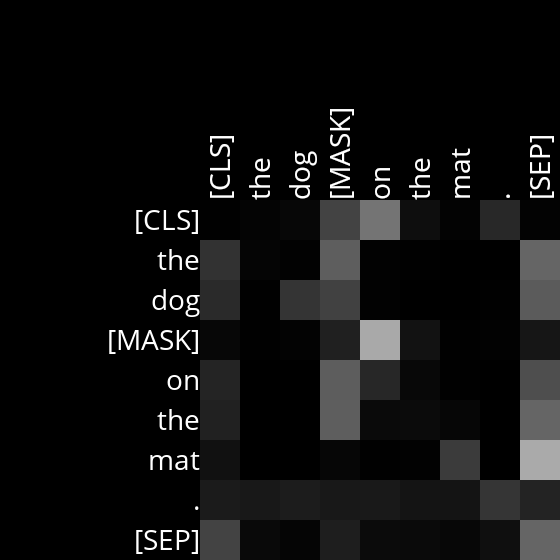 [CLS] the dog [MASK] on the mat . [SEP]
[CLS]
the
dog
[MASK]
on
the
mat
.
[SEP]